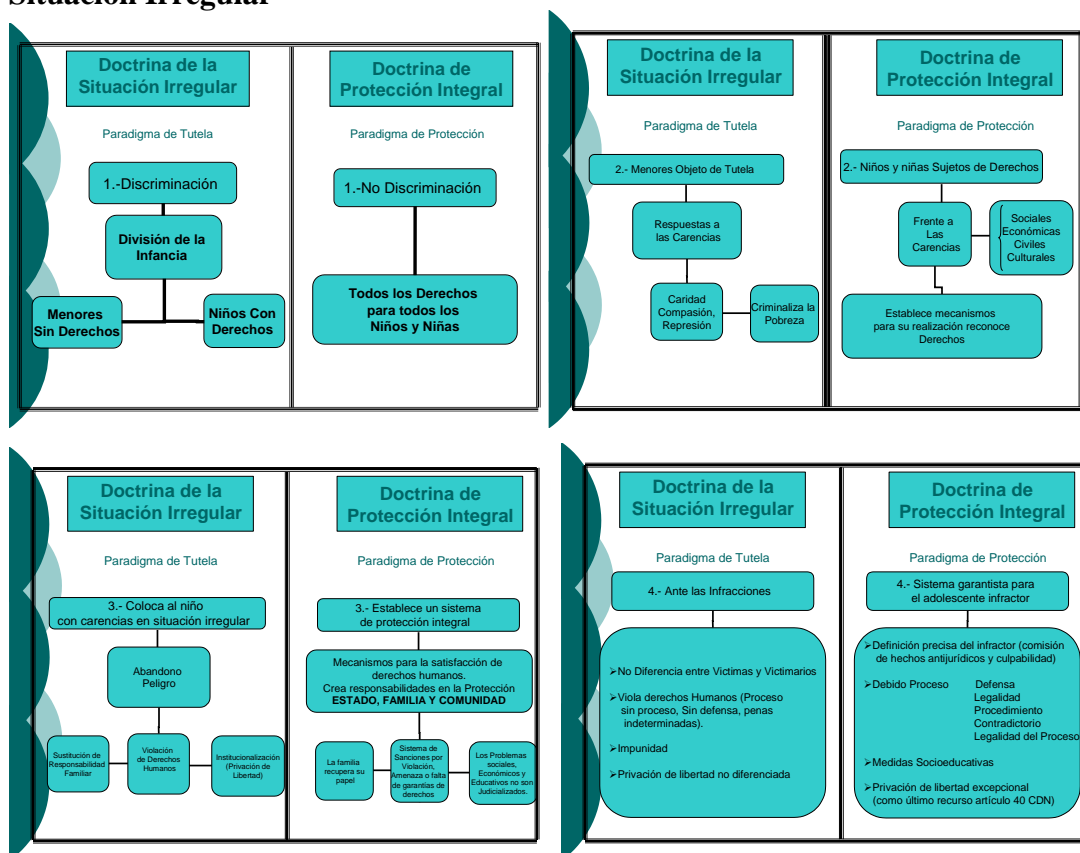 Situación Irregular
Doctrina de la
Situación Irregular
Doctrina de
Protección Integral
Paradigma de Tutela
Paradigma de Protección
1.-Discriminación
División de la
Infancia
Menores
Sin Derechos
Niños Con
Derechos
1.-No Discriminación
Todos los Derechos
para todos los
Niños y Niñas
Doctrina de la
Situación Irregular
Doctrina de
Protección Integral
Paradigma de Tutela
Paradigma de Protección
2.- Menores Objeto de Tutela
Respuestas a
las Carencias
Caridad
Compasión,
Represión
Criminaliza la
Pobreza
2.- Niños y niñas Sujetos de Derechos
Frente a
Las
Carencias
Sociales
Económicas
Civiles
Culturales
Establece mecanismos
para su realización reconoce
Derechos
Doctrina de la
Situación Irregular
Doctrina de
Protección Integral
Paradigma de Tutela
Paradigma de Protección
3.- Coloca al niño
con carencias en situación irregular
Abandono
Peligro
Sustitución de
Responsabilidad
Familiar
Violación
de Derechos
Humanos
Institucionalización
(Privación de
Libertad)
3.- Establece un sistema
de protección integral
Mecanismos para la satisfacción de
derechos humanos.
Crea responsabilidades en la Protección
ESTADO, FAMILIA Y COMUNIDAD
La familia
recupera su
papel
Sistema de
Sanciones por
Violación,
Amenaza o falta
de garantías de
derechos
Los Problemas
sociales,
Económicos y
Educativos no son
Judicializados.
Doctrina de la
Situación Irregular
Doctrina de
Protección Integral
Paradigma de Tutela
Paradigma de Protección
4.- Ante las Infracciones
➢No Diferencia entre Victimas y Victimarios
➢Viola derechos Humanos (Proceso
sin proceso, Sin defensa, penas
indeterminadas).
➢Impunidad
➢Privación de libertad no diferenciada
4.- Sistema garantista para
el adolescente infractor
➢Definición precisa del infractor (comisión
de hechos antijurídicos y culpabilidad)
➢Debido Proceso Defensa
Legalidad
Procedimiento
Contradictorio
Legalidad del Proceso
➢Medidas Socioeducativas
➢Privación de libertad excepcional
(como último recurso artículo 40 CDN)